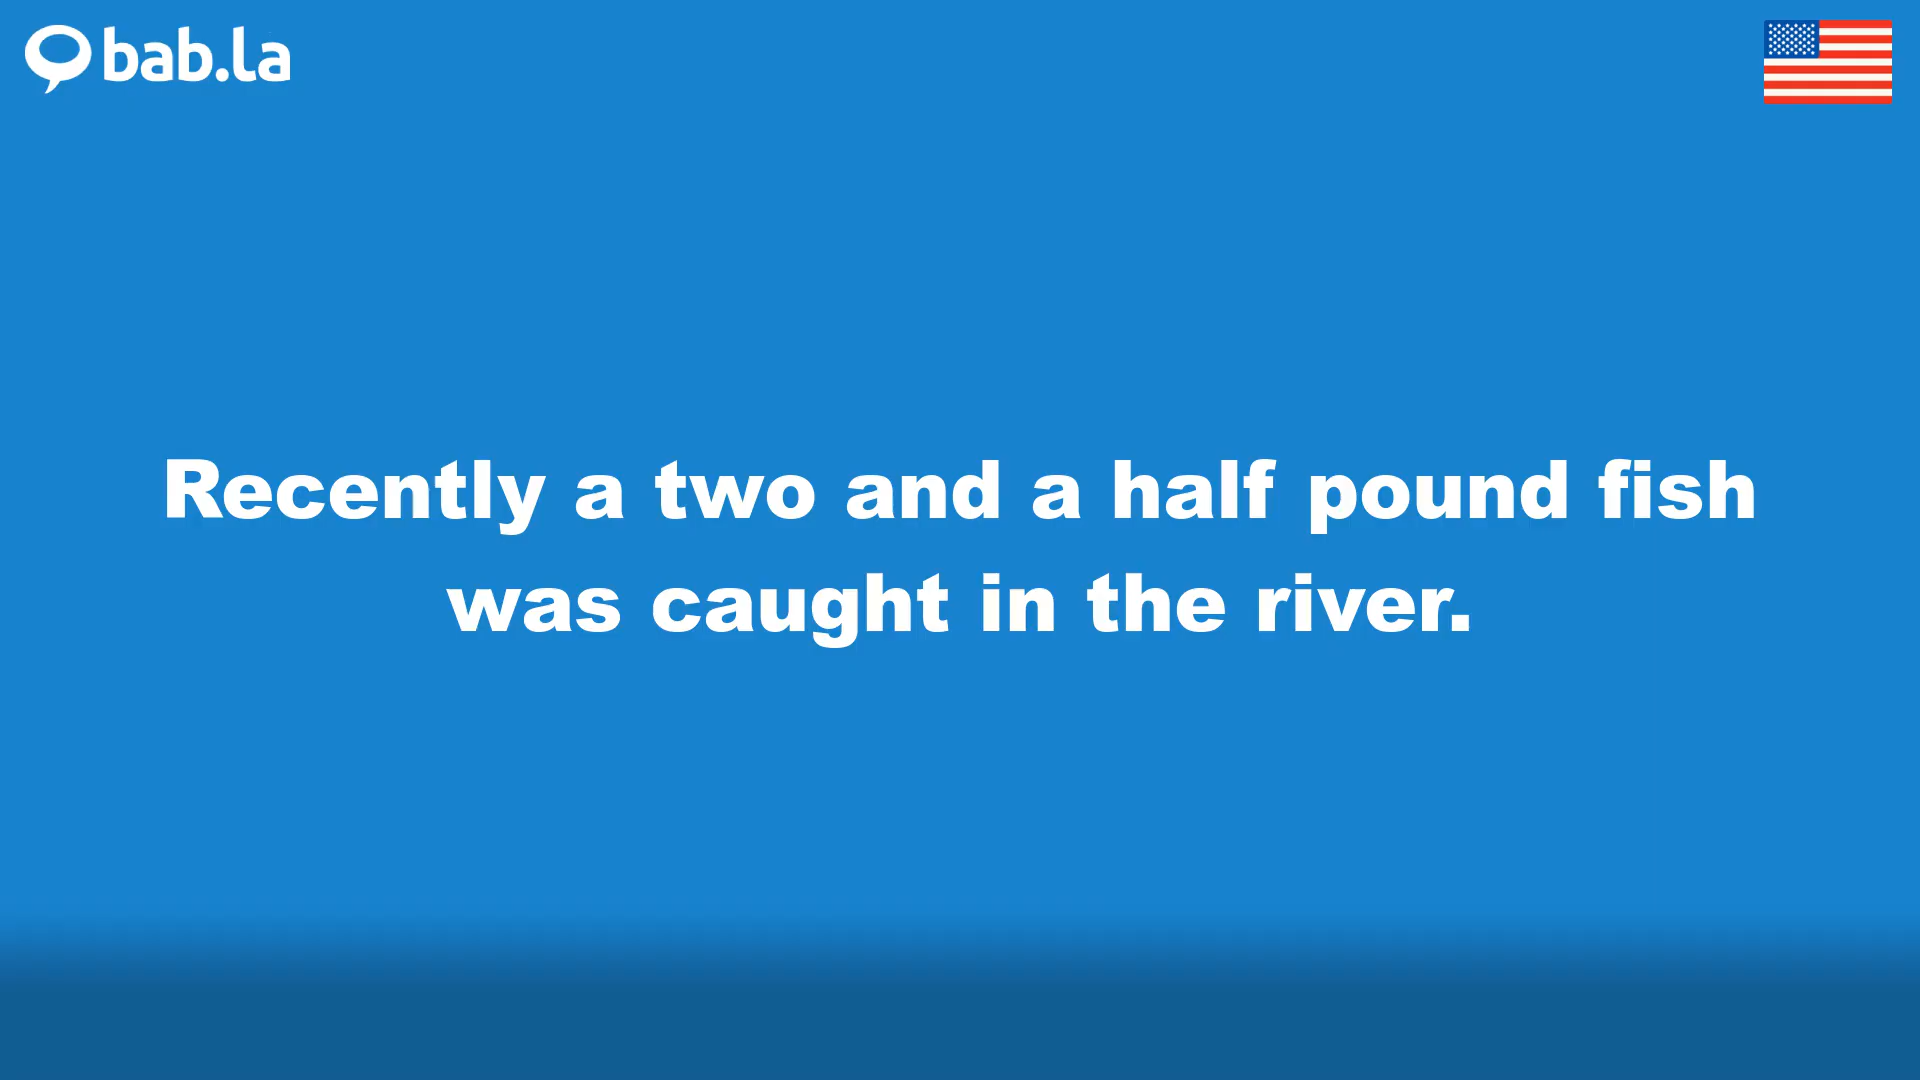 bab.la
Recently a two and a half pound fish
was caught in the river.